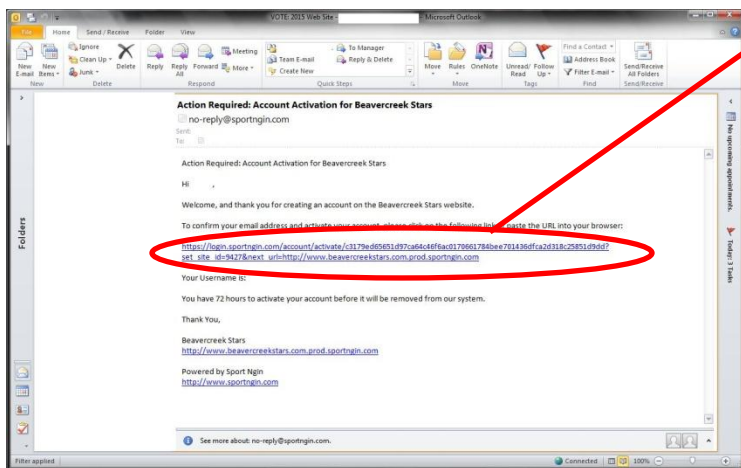 VOTE: 2015 Web Site - - Microsoft Outlook
File Home Send / Receive Folder View
New E-mail
New Items
Ignore
Clean Up
Junk
Delete
Reply
Reply All
Forward
Meeting
More
Team E-mail
Create New
To Manager
Reply & Delete
Move
Rules
OneNote
Unread/ Read
Follow Up
Find a Contact
Address Book
Filter E-mail
Send/Receive All Folders
New Delete Respond Quick Steps Move Tags Find Send/Receive
Folders
Action Required: Account Activation for Beavercreek Stars
no-reply@sportngin.com
Sent:
To:
Action Required: Account Activation for Beavercreek Stars
Hi ,
Welcome, and thank you for creating an account on the Beavercreek Stars website.
To confirm your email address and activate your account, please click on the following link paste the URL into your browser:
https://login.sportngin.com/account/activate/c3179ed65651d97ca64c46f6ac0170661784bee701436dfca2d318c25851d9dd?
set_site_id=9427&next_url=http://www.beavercreekstars.com.prod.sportngin.com
Your Username is:
You have 72 hours to activate your account before it will be removed from our system.
Thank You,
Beavercreek Stars
http://www.beavercreekstars.com.prod.sportngin.com
Powered by Sport Ngin
http://www.sportngin.com
See more about: no-reply@sportngin.com.
No upcoming appointments.
Today: 3 Tasks
Filter applied
Connected
100%